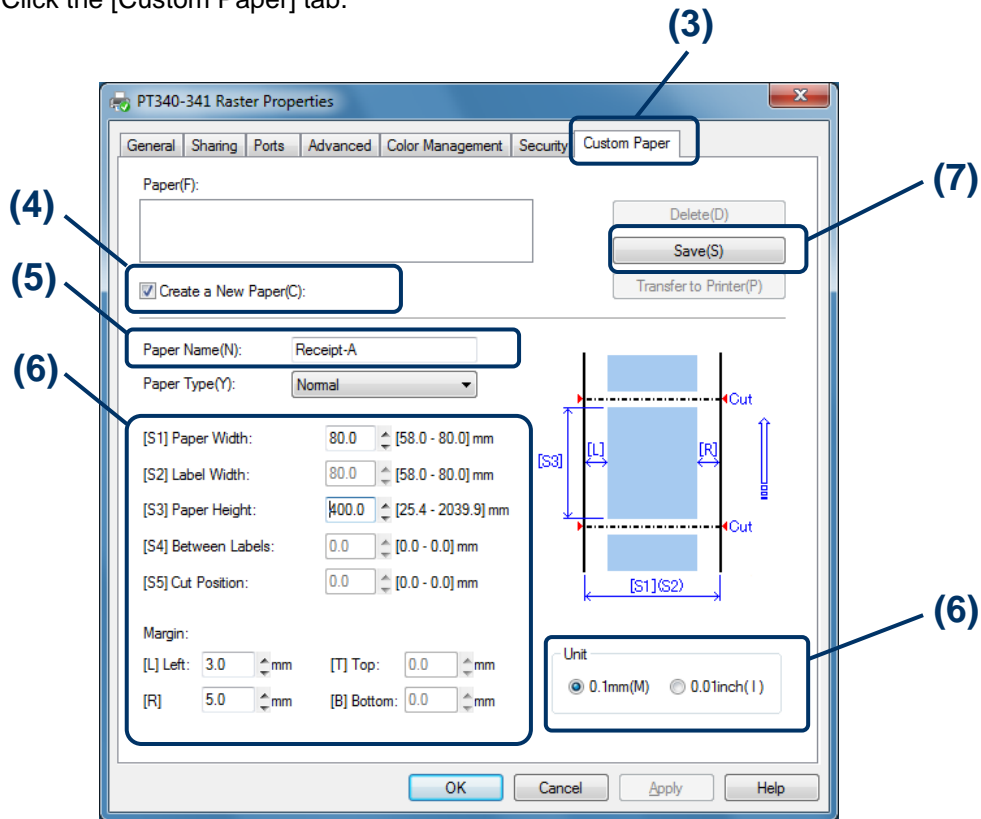 Click the [Custom Paper] tab.
(3)
PT340-341 Raster Properties
General Sharing Ports Advanced Color Management Security Custom Paper
(7)
Paper(F):
(4)
Delete(D)
Save(S)
(5)
Create a New Paper(C):
Transfer to Printer(P)
Paper Name(N): Receipt-A
(6)
Paper Type(Y): Normal
Cut
[S1] Paper Width: 80.0 [58.0 - 80.0] mm
[S3] [L] [R]
[S2] Label Width: 80.0 [58.0 - 80.0] mm
[S3] Paper Height: 400.0 [25.4 - 2039.9] mm
Cut
[S4] Between Labels: 0.0 [0.0 - 0.0] mm
[S5] Cut Position: 0.0 [0.0 - 0.0] mm
[S1](S2)
(6)
Margin:
Unit
[L] Left: 3.0 mm [T] Top: 0.0 mm
0.1mm(M) 0.01inch( I )
[R] 5.0 mm [B] Bottom: 0.0 mm
OK Cancel Apply Help